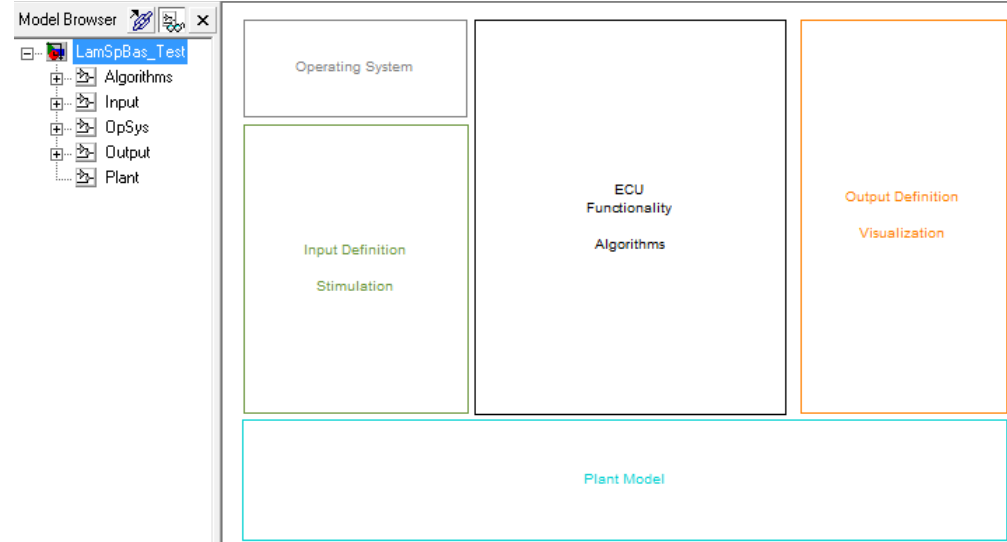 Model Browser
LamSpBas_Test
Algorithms
Input
OpSys
Output
Plant
Operating System
Input Definition
Stimulation
ECU
Functionality
Algorithms
Output Definition
Visualization
Plant Model